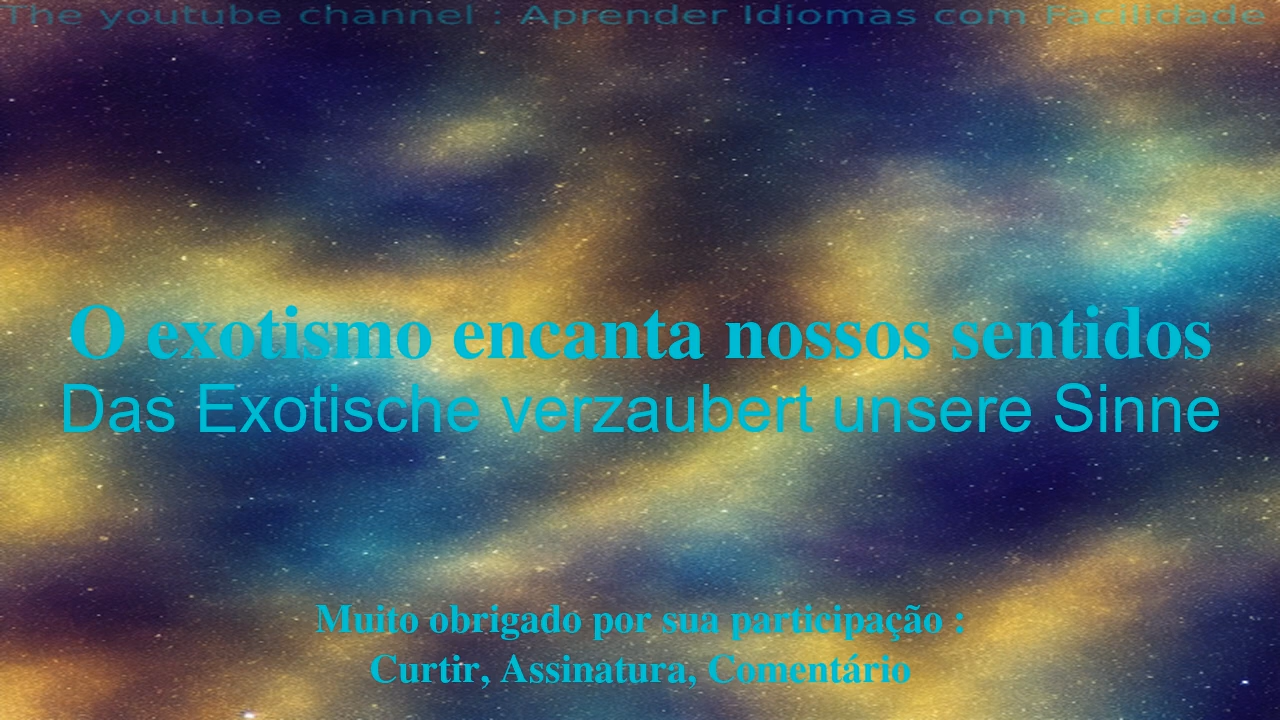 The youtube channel : Aprender Idiomas com Facilidade
O exotismo encanta nossos sentidos
Das Exotische verzaubert unsere Sinne
Muito obrigado por sua participação :
Curtir, Assinatura, Comentário